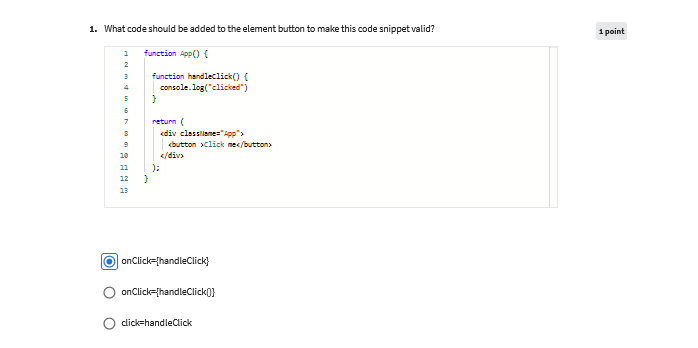 1. What code should be added to the element button to make this code snippet valid?
1 point
1 function App() {
2
3 function handleClick() {
4 console.log("clicked")
5 }
6
7 return (
8 <div className="App">
9 <button >Click me</button>
10 </div>
11 );
12 }
13
onClick={handleClick}
onClick={handleClick()}
click=handleClick